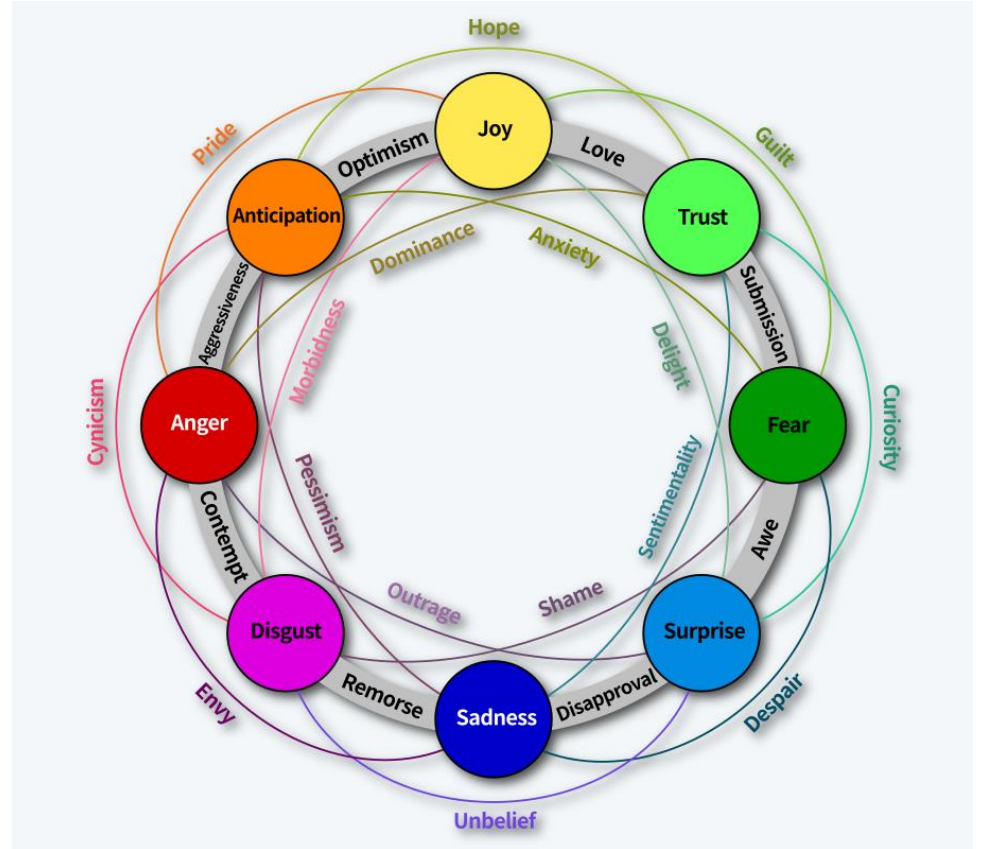 Hope
Joy
Pride
Optimism
Love
Guilt
Anticipation
Trust
Dominance
Anxiety
Aggressiveness
Submission
Morbidness
Delight
Cynicism
Anger
Fear
Curiosity
Pessimism
Sentimentality
Contempt
Awe
Outrage
Shame
Disgust
Surprise
Envy
Remorse
Sadness
Disapproval
Despair
Unbelief